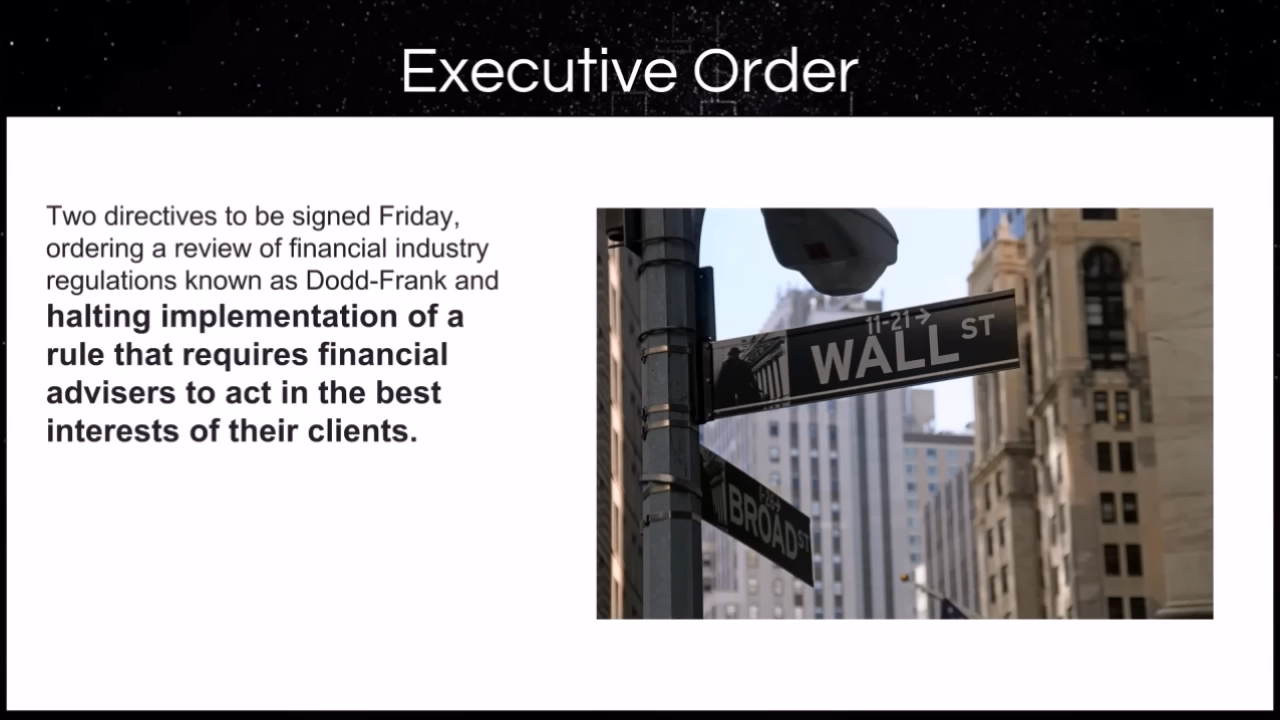 Executive Order
Two directives to be signed Friday,
ordering a review of financial industry
regulations known as Dodd-Frank and
halting implementation of a
rule that requires financial
advisers to act in the best
interests of their clients.
11-21→
WALL ST
BROAD ST